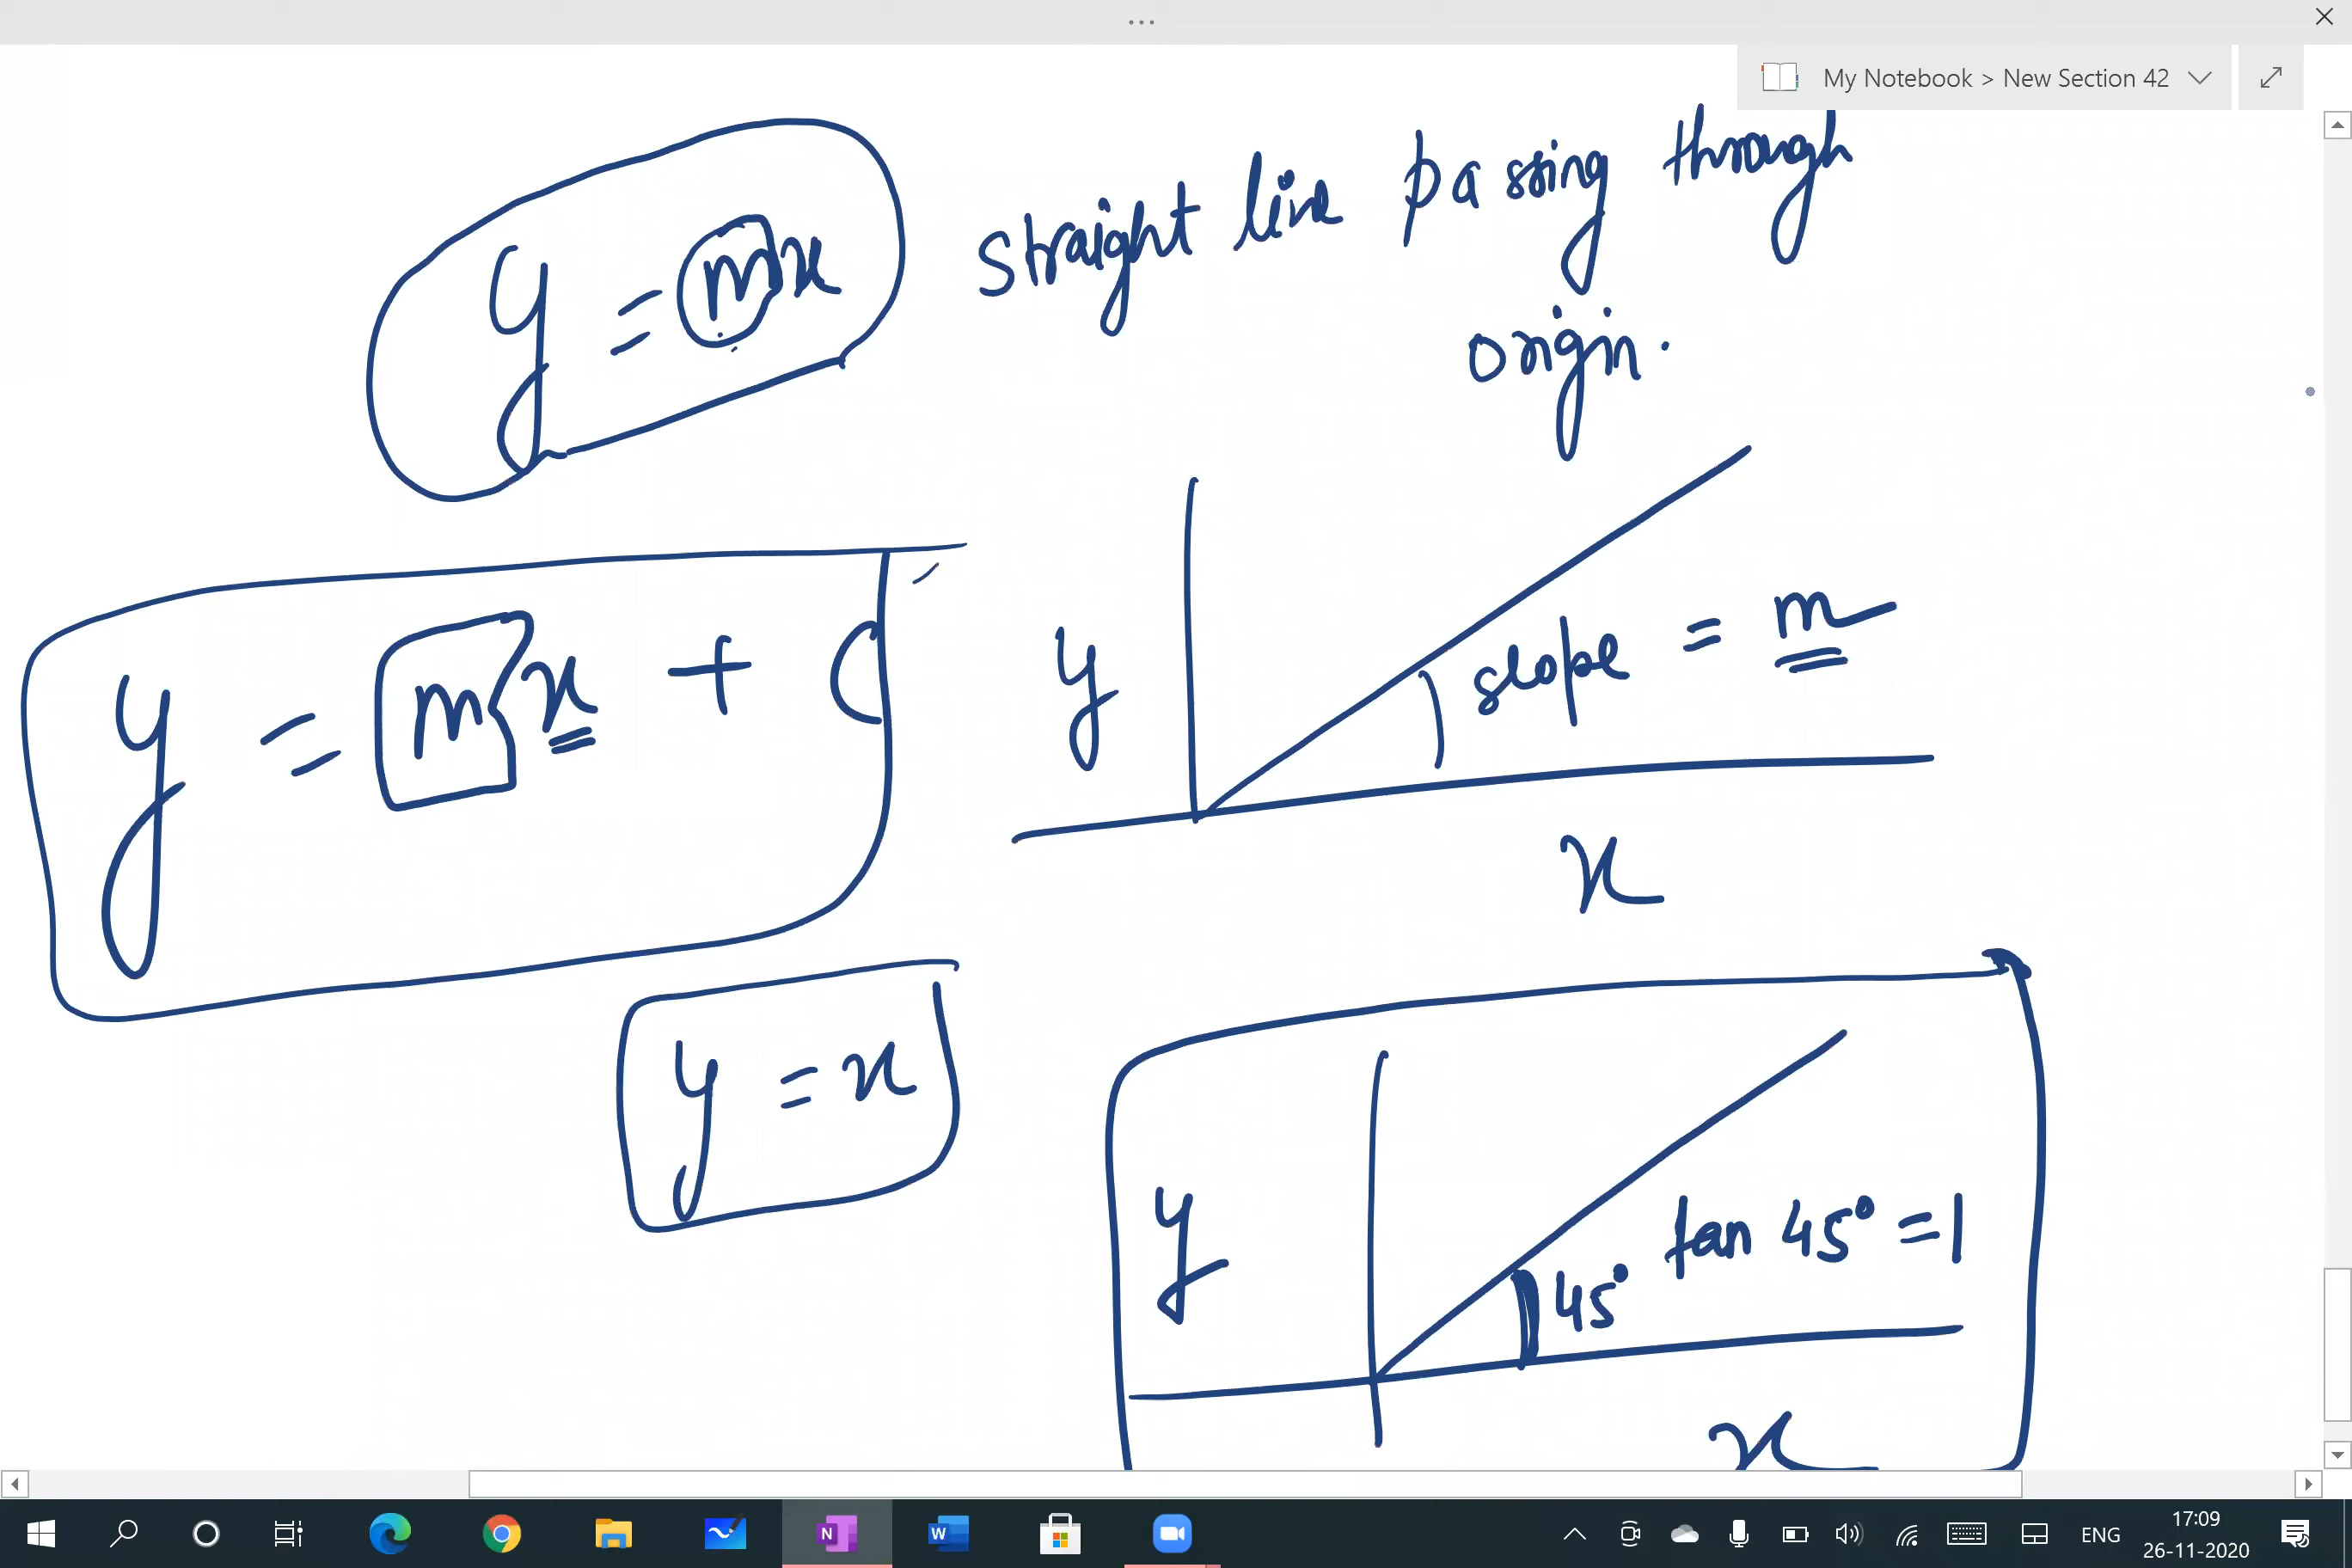 My Notebook > New Section 42
y = mx
straight line passing through
origin.
y = mx + C
y
slope = m
x
y = x
y
45° tan 45° = 1
x
N
W
ENG
17:09
26-11-2020